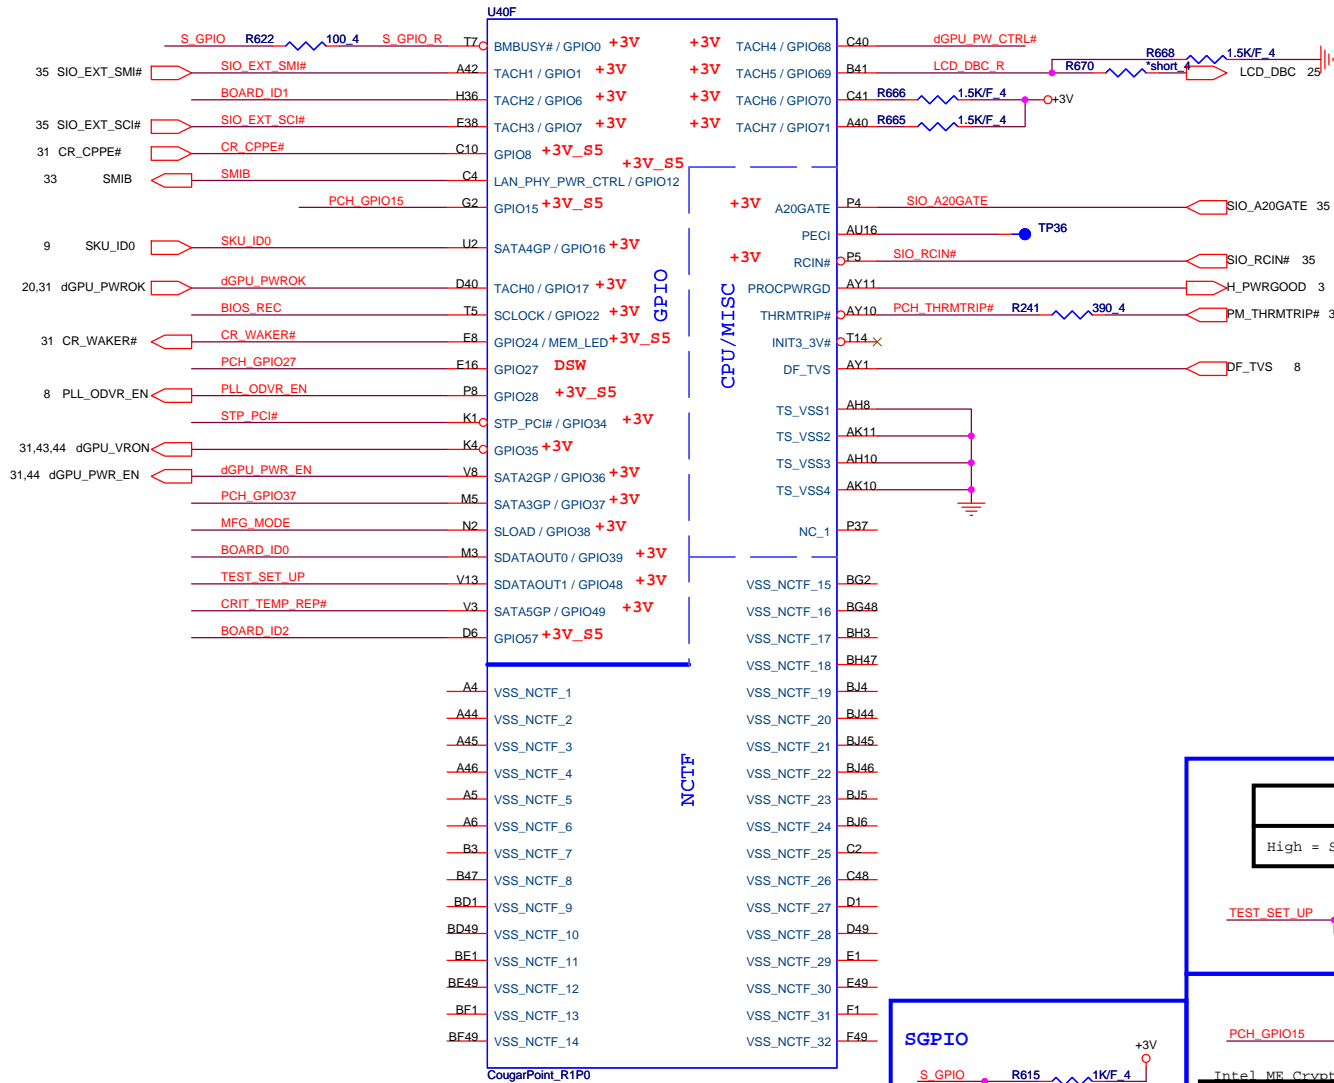 U40F
S_GPIO R622 100_4 S_GPIO_R T7 BMBUSY# / GPIO0 +3V +3V TACH4 / GPIO68 C40 dGPU_PW_CTRL#
35 SIO_EXT_SMI# SIO_EXT_SMI# A42 TACH1 / GPIO1 +3V +3V TACH5 / GPIO69 B41 LCD_DBC_R R670 *short_4 R668 1.5K/F_4 LCD_DBC 25
BOARD_ID1 H36 TACH2 / GPIO6 +3V +3V TACH6 / GPIO70 C41 R666 1.5K/F_4 +3V
35 SIO_EXT_SCI# SIO_EXT_SCI# E38 TACH3 / GPIO7 +3V +3V TACH7 / GPIO71 A40 R665 1.5K/F_4
31 CR_CPPE# CR_CPPE# C10 GPIO8 +3V_S5
33 SMIB SMIB C4 LAN_PHY_PWR_CTRL / GPIO12 +3V_S5
PCH_GPIO15 G2 GPIO15 +3V_S5 +3V A20GATE P4 SIO_A20GATE SIO_A20GATE 35
PECI AU16 TP36
9 SKU_ID0 SKU_ID0 U2 SATA4GP / GPIO16 +3V
+3V RCIN# P5 SIO_RCIN# SIO_RCIN# 35
20,31 dGPU_PWROK dGPU_PWROK D40 TACH0 / GPIO17 +3V PROCPWRGD AY11 H_PWRGOOD 3
BIOS_REC T5 SCLOCK / GPIO22 +3V THRMTRIP# AY10 PCH_THRMTRIP# R241 390_4 PM_THRMTRIP# 3
31 CR_WAKER# CR_WAKER# E8 GPIO24 / MEM_LED +3V_S5 INIT3_3V# T14
PCH_GPIO27 E16 GPIO27 DSW DF_TVS AY1 DF_TVS 8
8 PLL_ODVR_EN PLL_ODVR_EN P8 GPIO28 +3V_S5
GPIO
CPU/MISC
STP_PCI# K1 STP_PCI# / GPIO34 +3V TS_VSS1 AH8
31,43,44 dGPU_VRON K4 GPIO35 +3V TS_VSS2 AK11
31,44 dGPU_PWR_EN dGPU_PWR_EN V8 SATA2GP / GPIO36 +3V TS_VSS3 AH10
PCH_GPIO37 M5 SATA3GP / GPIO37 +3V TS_VSS4 AK10
MFG_MODE N2 SLOAD / GPIO38 +3V NC_1 P37
BOARD_ID0 M3 SDATAOUT0 / GPIO39 +3V
TEST_SET_UP V13 SDATAOUT1 / GPIO48 +3V VSS_NCTF_15 BG2
CRIT_TEMP_REP# V3 SATA5GP / GPIO49 +3V VSS_NCTF_16 BG48
BOARD_ID2 D6 GPIO57 +3V_S5 VSS_NCTF_17 BH3
VSS_NCTF_18 BH47
A4 VSS_NCTF_1 VSS_NCTF_19 BJ4
A44 VSS_NCTF_2 VSS_NCTF_20 BJ44
A45 VSS_NCTF_3 VSS_NCTF_21 BJ45
A46 VSS_NCTF_4 VSS_NCTF_22 BJ46
A5 VSS_NCTF_5 VSS_NCTF_23 BJ5
A6 VSS_NCTF_6 VSS_NCTF_24 BJ6
B3 VSS_NCTF_7 VSS_NCTF_25 C2
B47 VSS_NCTF_8 VSS_NCTF_26 C48
BD1 VSS_NCTF_9 VSS_NCTF_27 D1
BD49 VSS_NCTF_10 VSS_NCTF_28 D49
BE1 VSS_NCTF_11 VSS_NCTF_29 E1
BE49 VSS_NCTF_12 VSS_NCTF_30 E49
BF1 VSS_NCTF_13 VSS_NCTF_31 F1
BF49 VSS_NCTF_14 VSS_NCTF_32 F49
NCTF
CougarPoint_R1P0
High = S
TEST_SET_UP
SGPIO
+3V
S_GPIO R615 1K/F_4
PCH_GPIO15
Intel ME Crypt